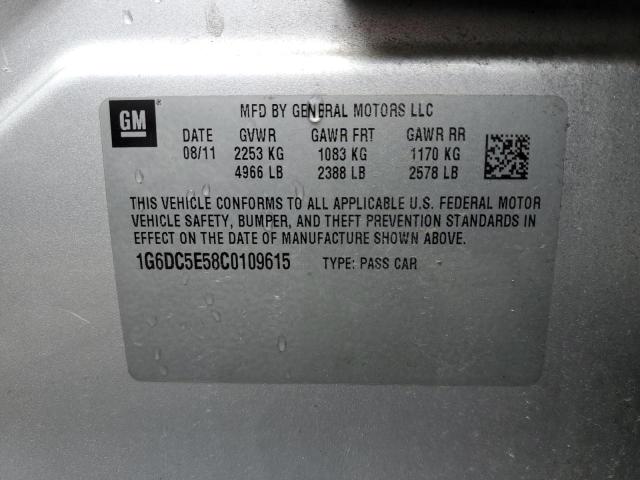 GM ®
MFD BY GENERAL MOTORS LLC
DATE GVWR GAWR FRT GAWR RR
08/11 2253 KG 1083 KG 1170 KG
4966 LB 2388 LB 2578 LB
THIS VEHICLE CONFORMS TO ALL APPLICABLE U.S. FEDERAL MOTOR
VEHICLE SAFETY, BUMPER, AND THEFT PREVENTION STANDARDS IN
EFFECT ON THE DATE OF MANUFACTURE SHOWN ABOVE.
1G6DC5E58C0109615 TYPE: PASS CAR